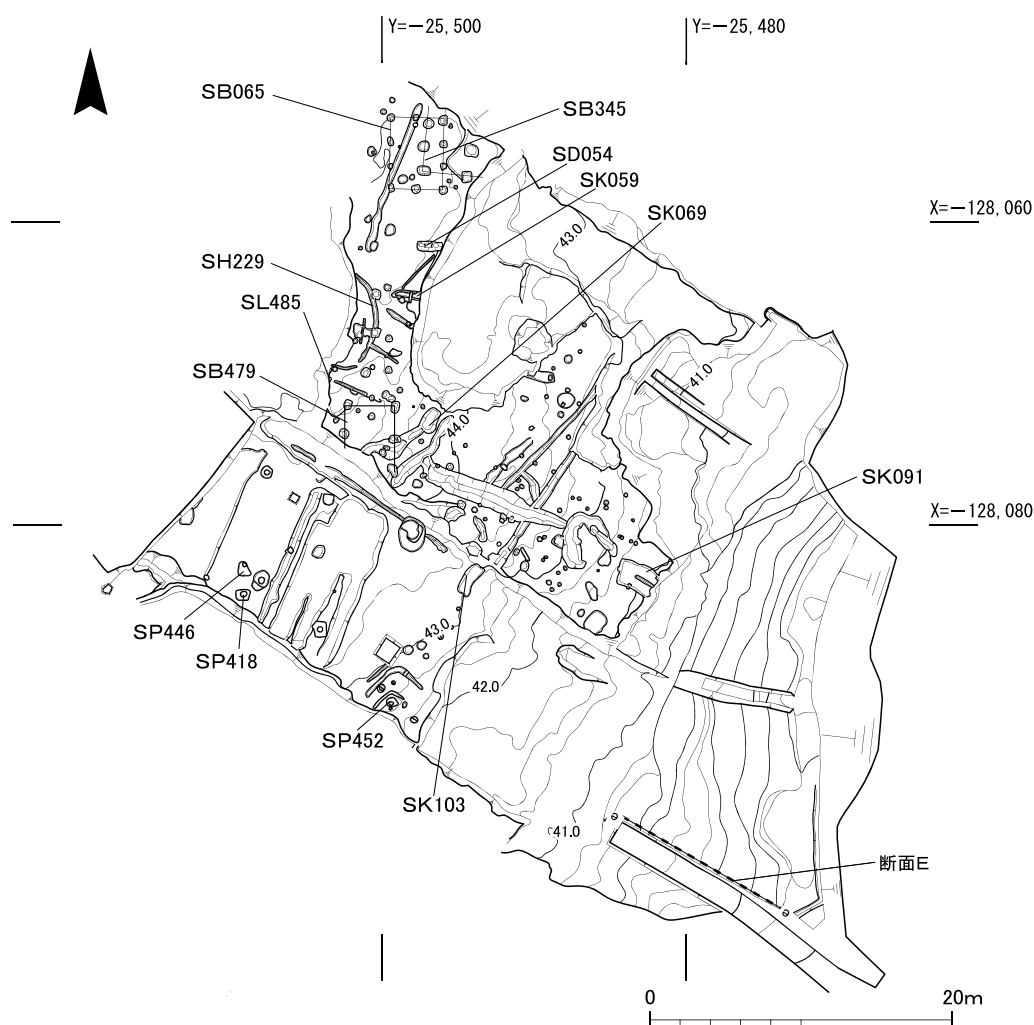 Y=−25,500
Y=−25,480
SB065
SB345
SD054
SK059
SK069
X=−128,060
43.0
SH229
SL485
SB479
41.0
44.0
SK091
X=−128,080
SP446
SP418
43.0
42.0
SP452
SK103
41.0
断面E
0
20m